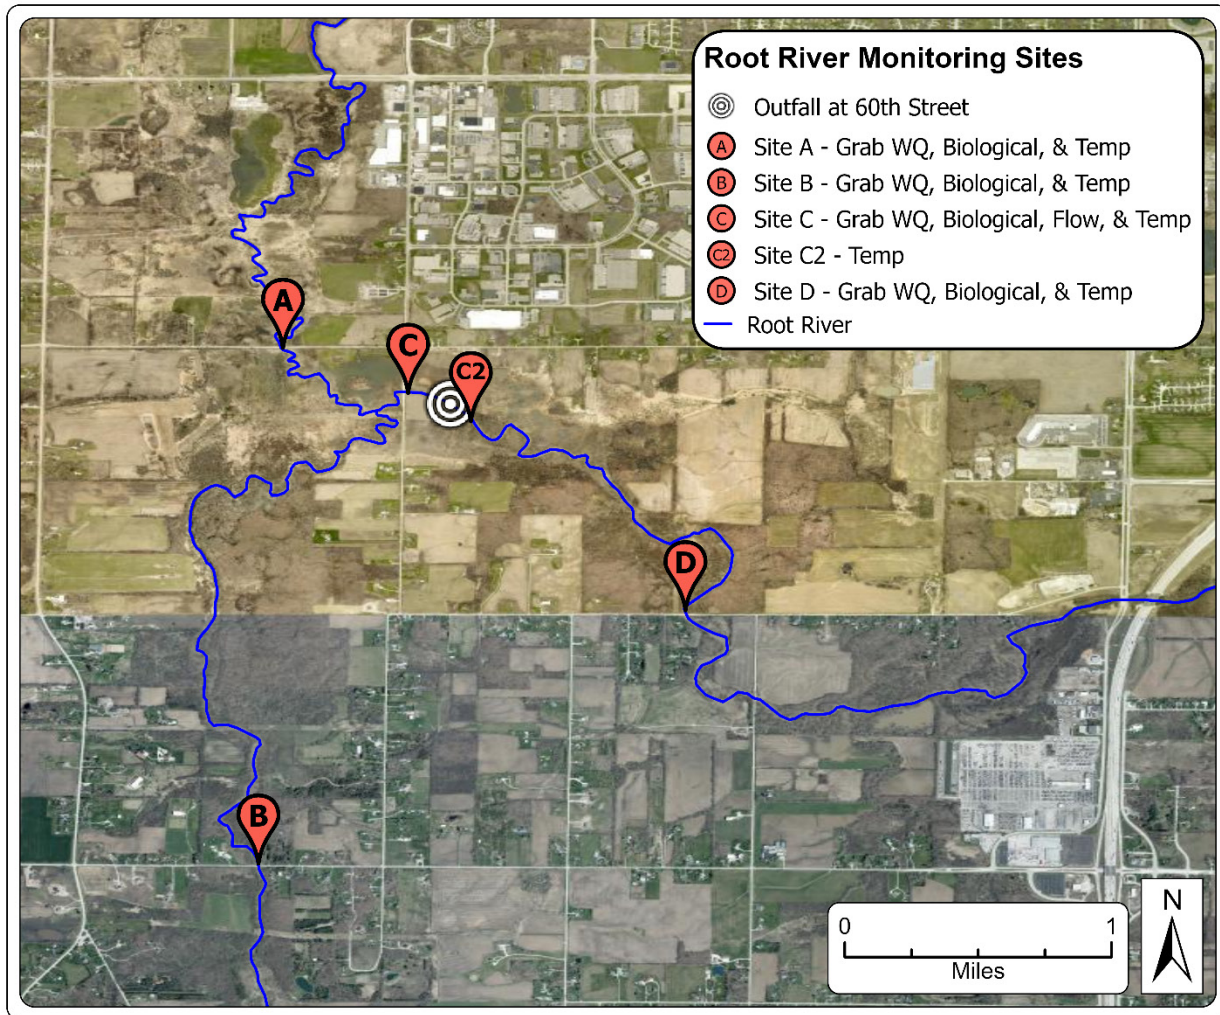 Root River Monitoring Sites
Outfall at 60th Street
A Site A - Grab WQ, Biological, & Temp
B Site B - Grab WQ, Biological, & Temp
C Site C - Grab WQ, Biological, Flow, & Temp
C2 Site C2 - Temp
D Site D - Grab WQ, Biological, & Temp
Root River
A
C
C2
D
B
N
0 1
Miles